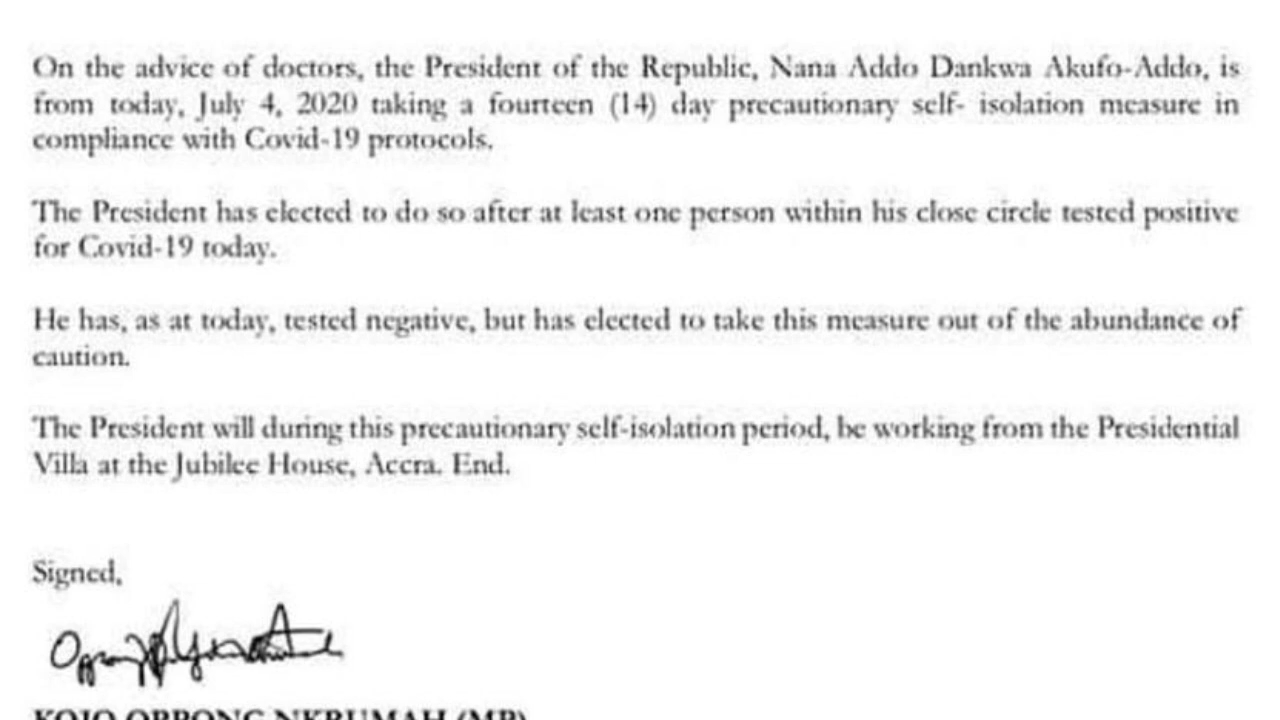 On the advice of doctors, the President of the Republic, Nana Addo Dankwa Akufo-Addo, is
from today, July 4, 2020 taking a fourteen (14) day precautionary self- isolation measure in
compliance with Covid-19 protocols.
The President has elected to do so after at least one person within his close circle tested positive
for Covid-19 today.
He has, as at today, tested negative, but has elected to take this measure out of the abundance of
caution.
The President will during this precautionary self-isolation period, be working from the Presidential
Villa at the Jubilee House, Accra. End.
Signed,
KOJO OPPONG NKRUMAH (MP)